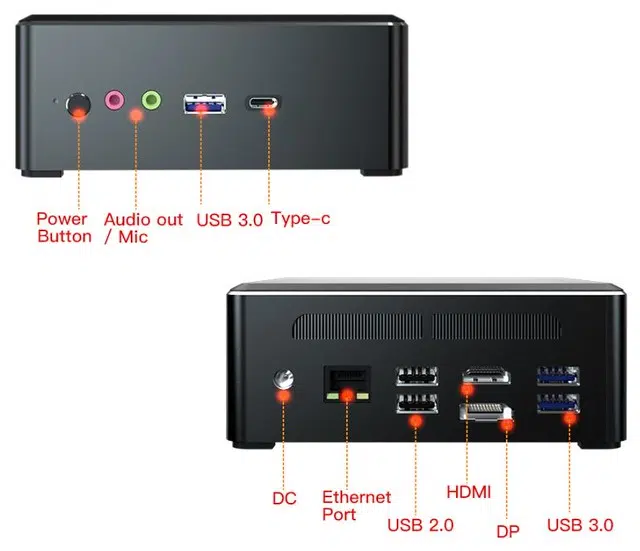 Power
Button
Audio out
/ Mic
USB 3.0
Type-c
DC
Ethernet
Port
USB 2.0
HDMI
DP
USB 3.0